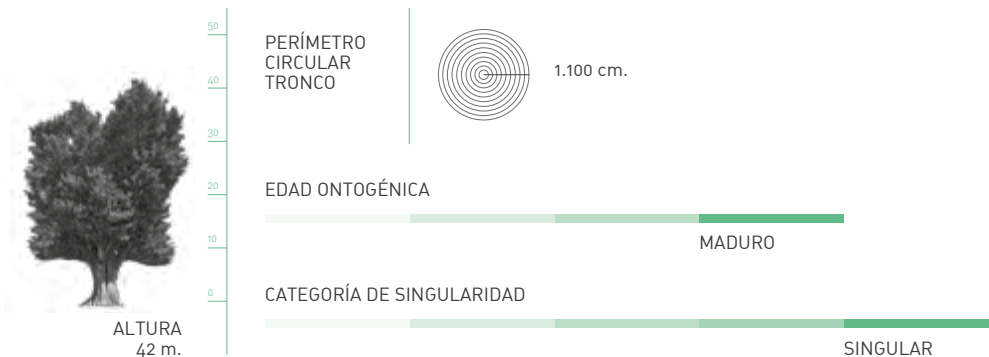 50
40
30
20
10
0
ALTURA
42 m.
PERÍMETRO
CIRCULAR
TRONCO
1.100 cm.
EDAD ONTOGÉNICA
MADURO
CATEGORÍA DE SINGULARIDAD
SINGULAR